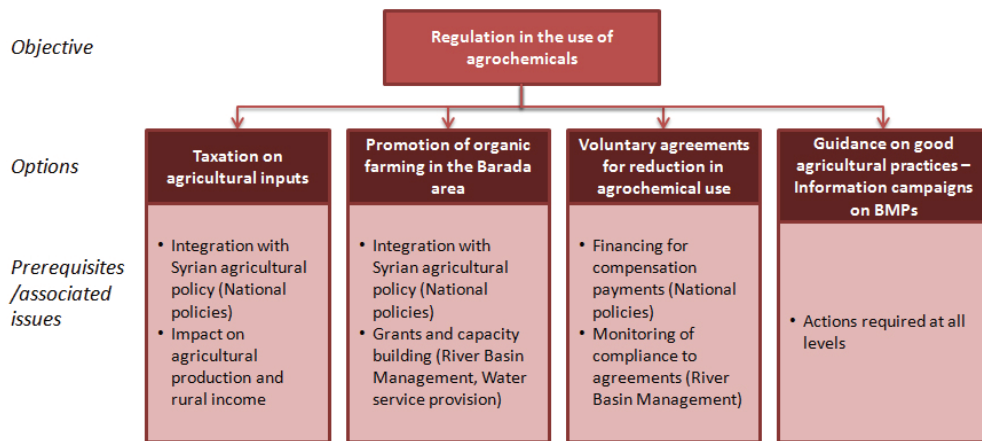 Objective
Regulation in the use of
agrochemicals
Options
Taxation on
agricultural inputs
Promotion of organic
farming in the Barada
area
Voluntary agreements
for reduction in
agrochemical use
Guidance on good
agricultural practices –
Information campaigns
on BMPs
Prerequisites
/associated
issues
• Integration with
Syrian agricultural
policy (National
policies)
• Impact on
agricultural
production and
rural income
• Integration with
Syrian agricultural
policy (National
policies)
• Grants and capacity
building (River Basin
Management, Water
service provision)
• Financing for
compensation
payments (National
policies)
• Monitoring of
compliance to
agreements (River
Basin Management)
• Actions required at all
levels